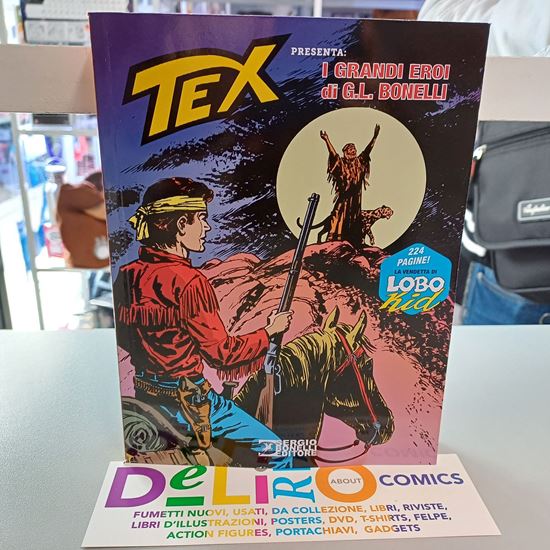 TEX
PRESENTA:
I GRANDI EROI
di G.L. BONELLI
224
PAGINE!
LA VENDETTA DI
LOBO
Kid
SERGIO
BONELLI
EDITORE
DeLiRiO
ABOUT
COMICS
FUMETTI NUOVI, USATI, DA COLLEZIONE, LIBRI, RIVISTE,
LIBRI D'ILLUSTRAZIONI, POSTERS, DVD, T-SHIRTS, FELPE,
ACTION FIGURES, PORTACHIAVI, GADGETS